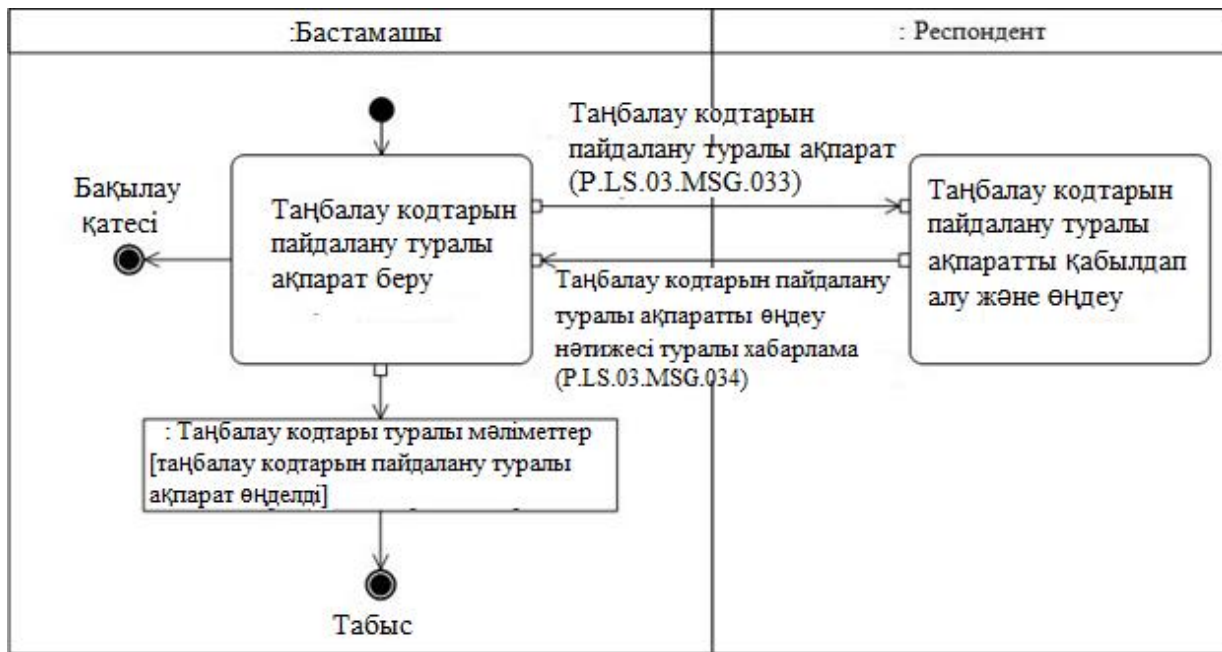 :Бастамашы
: Респондент
Таңбалау кодтарын
пайдалану туралы ақпарат
(P.LS.03.MSG.033)
Бақылау
қатесі
Таңбалау кодтарын
пайдалану туралы
ақпарат беру
Таңбалау кодтарын
пайдалану туралы
ақпаратты қабылдап
алу және өңдеу
Таңбалау кодтарын пайдалану
туралы ақпаратты өңдеу
нәтижесі туралы хабарлама
(P.LS.03.MSG.034)
: Таңбалау кодтары туралы мәліметтер
[таңбалау кодтарын пайдалану туралы
ақпарат өңделді]
Табыс